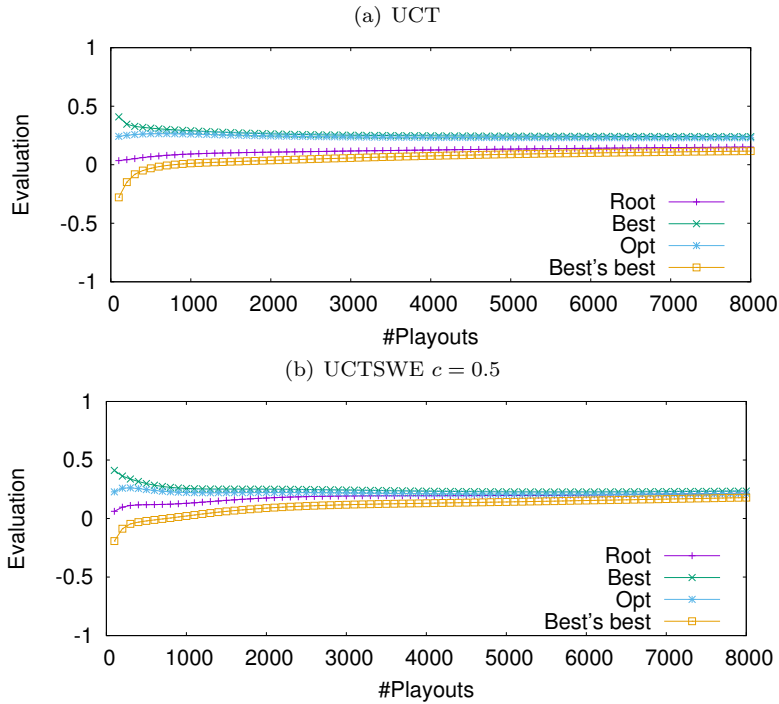 (a) UCT
1
0.5
0
-0.5
-1
Evaluation
Root
Best
Opt
Best's best
0 1000 2000 3000 4000 5000 6000 7000 8000
#Playouts
(b) UCTSWE c = 0.5
1
0.5
0
-0.5
-1
Evaluation
Root
Best
Opt
Best's best
0 1000 2000 3000 4000 5000 6000 7000 8000
#Playouts